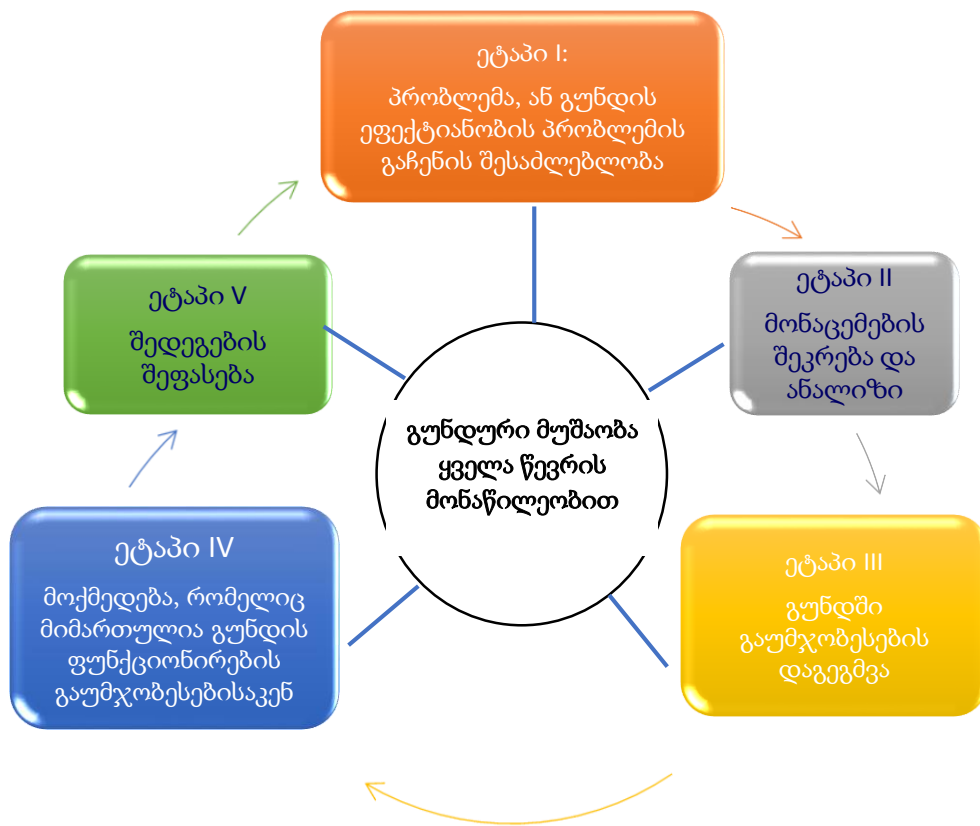 ეტაპი I:
პრობლემა, ან გუნდის
ეფექტიანობის პრობლემის
გაჩენის შესაძლებლობა
ეტაპი II
მონაცემების
შეკრება და
ანალიზი
ეტაპი III
გუნდში
გაუმჯობესების
დაგეგმვა
ეტაპი IV
მოქმედება, რომელიც
მიმართულია გუნდის
ფუნქციონირების
გაუმჯობესებისაკენ
ეტაპი V
შედეგების
შეფასება
გუნდური მუშაობა
ყველა წევრის
მონაწილეობით